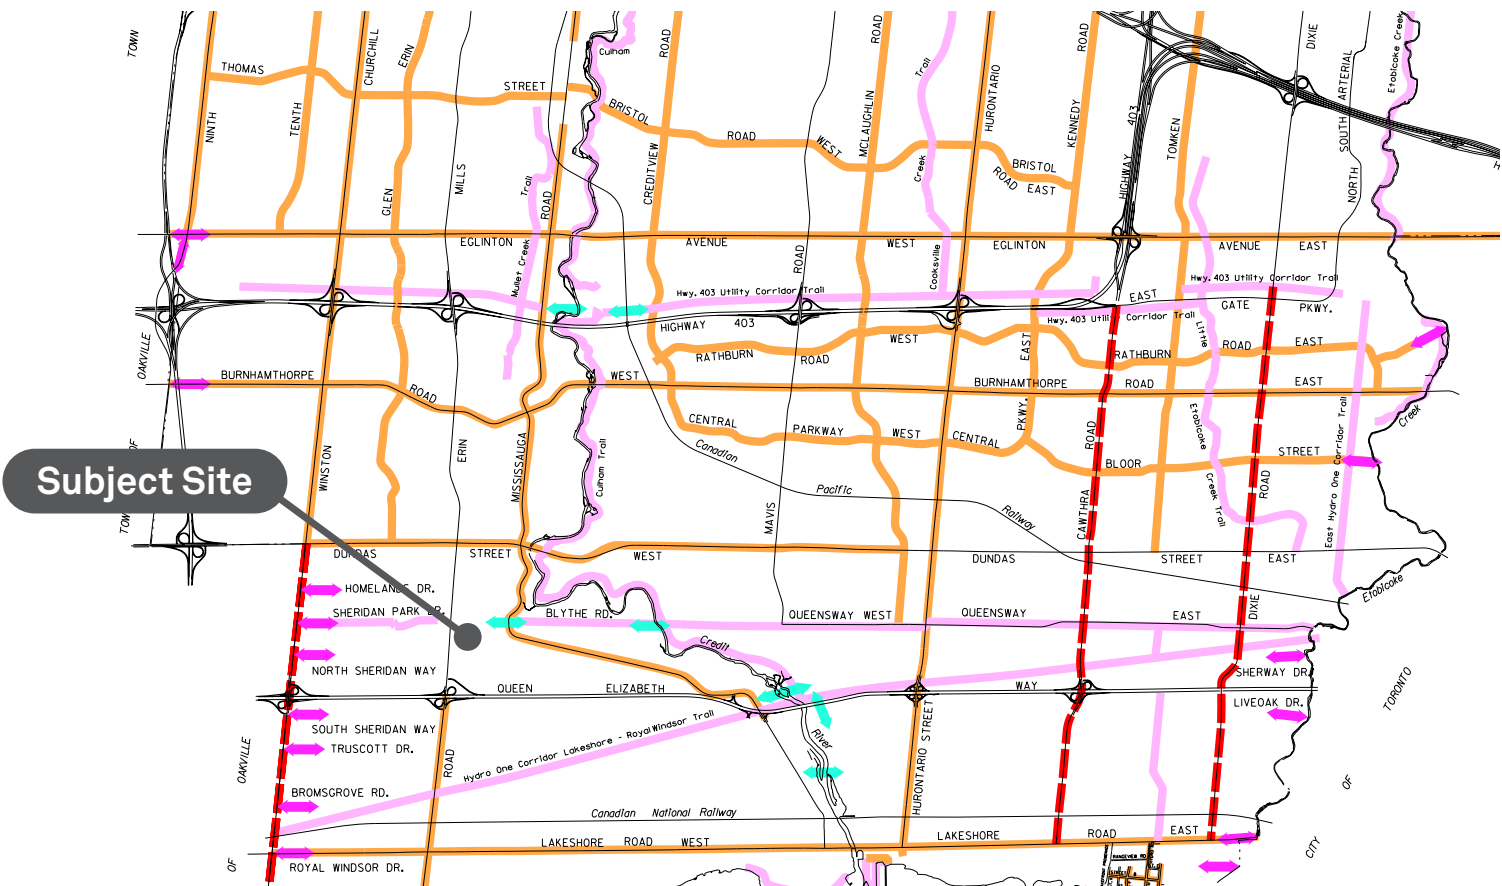 TOWN
THOMAS
STREET
CHURCHILL
ERIN
Culham
ROAD
ROAD
Trail
HURONTARIO
ROAD
DIXIE
SOUTH ARTERIAL
Etobicoke Creek
NINTH
TENTH
BRISTOL
ROAD
WEST
MCLAUGHLIN
KENNEDY
403
TOMKEN
GLEN
MILLS
Trail
ROAD
CREDITVIEW
Creek
BRISTOL
ROAD EAST
HIGHWAY
NORTH
EGLINTON
AVENUE
WEST
EGLINTON
AVENUE
EAST
Mullet Creek
ROAD
Cooksville
Hwy. 403 Utility Corridor Trail
Hwy. 403 Utility Corridor Trail
EAST
GATE
PKWY.
HIGHWAY
403
Hwy. 403 Utility Corridor Trail
OAKVILLE
RATHBURN
ROAD
WEST
EAST
RATHBURN
Little
ROAD
EAST
BURNHAMTHORPE
ROAD
WEST
BURNHAMTHORPE
ROAD
EAST
CENTRAL
PARKWAY
WEST
CENTRAL
PKWY.
ROAD
Etobicoke
Creek
OF
WINSTON
ERIN
MISSISSAUGA
Culham Trail
Canadian
Pacific
Railway
BLOOR
STREET
ROAD
Creek Trail
East Hydro One Corridor Trail
Subject Site
TOWN
MAVIS
CAWTHRA
DUNDAS
STREET
WEST
DUNDAS
STREET
EAST
HOMELANDS DR.
SHERIDAN PARK DR.
BLYTHE RD.
QUEENSWAY WEST
QUEENSWAY
EAST
DIXIE
Etobicoke
Credit
NORTH SHERIDAN WAY
SHERWAY DR.
QUEEN
ELIZABETH
WAY
TORONTO
SOUTH SHERIDAN WAY
LIVEOAK DR.
TRUSCOTT DR.
Hydro One Corridor Lakeshore - Royal Windsor Trail
River
HURONTARIO STREET
OAKVILLE
ROAD
BROMSGROVE RD.
OF
Canadian National Railway
LAKESHORE ROAD WEST
LAKESHORE
ROAD
EAST
CITY
OF
ROYAL WINDSOR DR.
RANGEVIEW RD